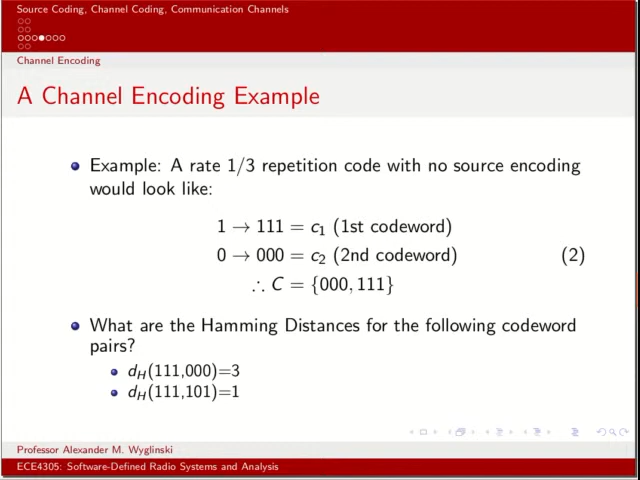 Source Coding, Channel Coding, Communication Channels
Channel Encoding
A Channel Encoding Example
Example: A rate 1/3 repetition code with no source encoding
would look like:
1 → 111 = c₁ (1st codeword)
0 → 000 = c₂ (2nd codeword) (2)
∴ C = {000, 111}
What are the Hamming Distances for the following codeword
pairs?
d_H(111,000)=3
d_H(111,101)=1
Professor Alexander M. Wyglinski
ECE4305: Software-Defined Radio Systems and Analysis